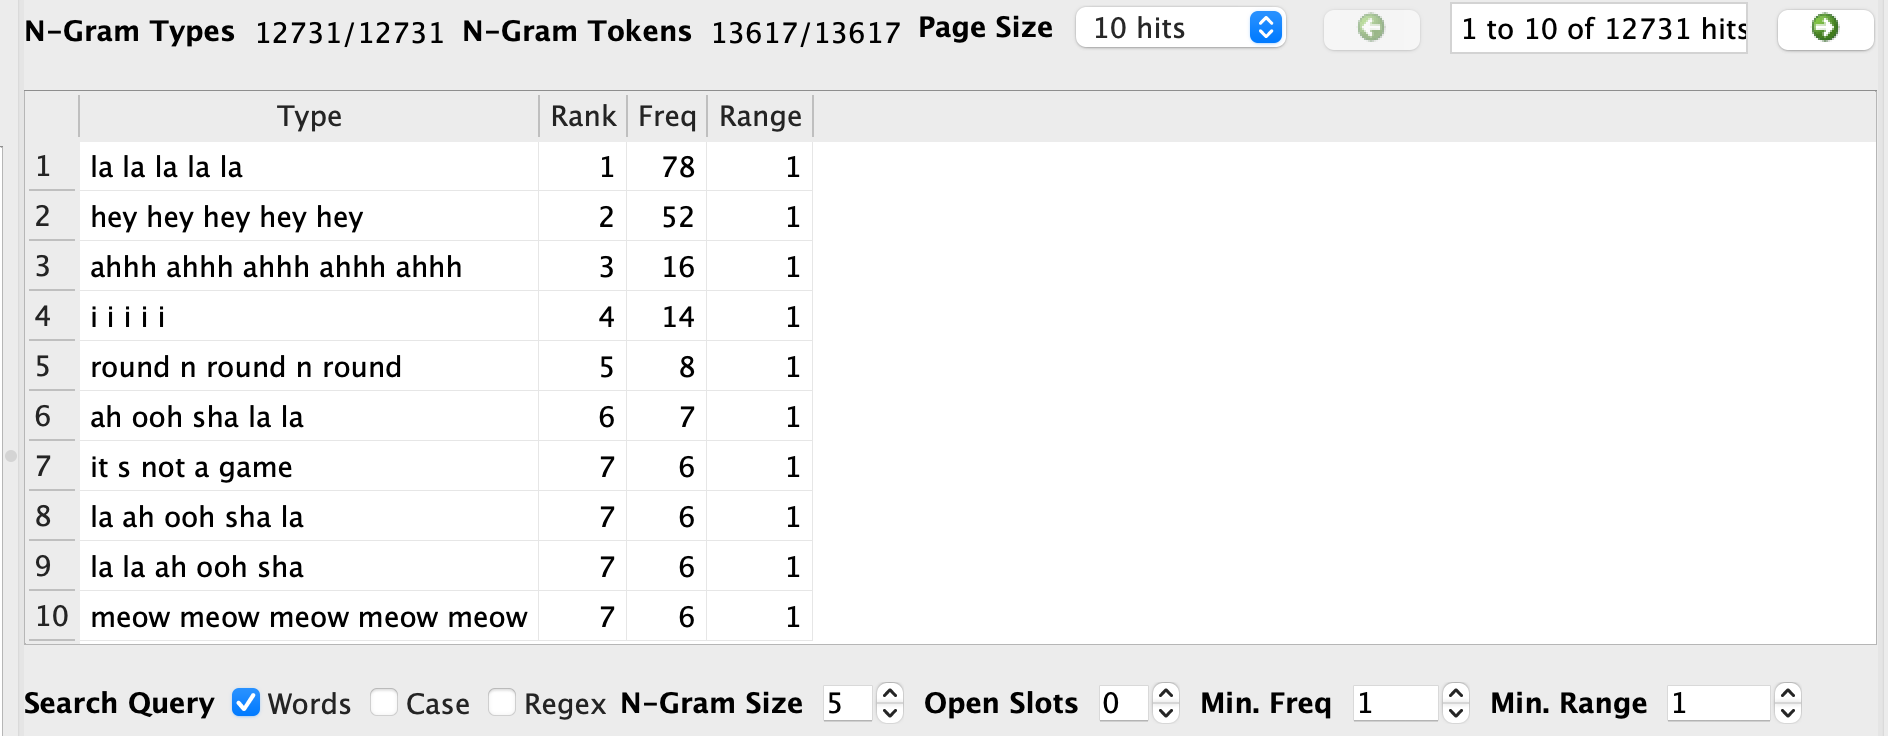 N-Gram Types 12731/12731 N-Gram Tokens 13617/13617 Page Size 10 hits 1 to 10 of 12731 hits
Type Rank Freq Range
1 la la la la la 1 78 1
2 hey hey hey hey hey 2 52 1
3 ahhh ahhh ahhh ahhh ahhh 3 16 1
4 i i i i i 4 14 1
5 round n round n round 5 8 1
6 ah ooh sha la la 6 7 1
7 it s not a game 7 6 1
8 la ah ooh sha la 7 6 1
9 la la ah ooh sha 7 6 1
10 meow meow meow meow meow 7 6 1
Search Query Words Case Regex N-Gram Size 5 Open Slots 0 Min. Freq 1 Min. Range 1